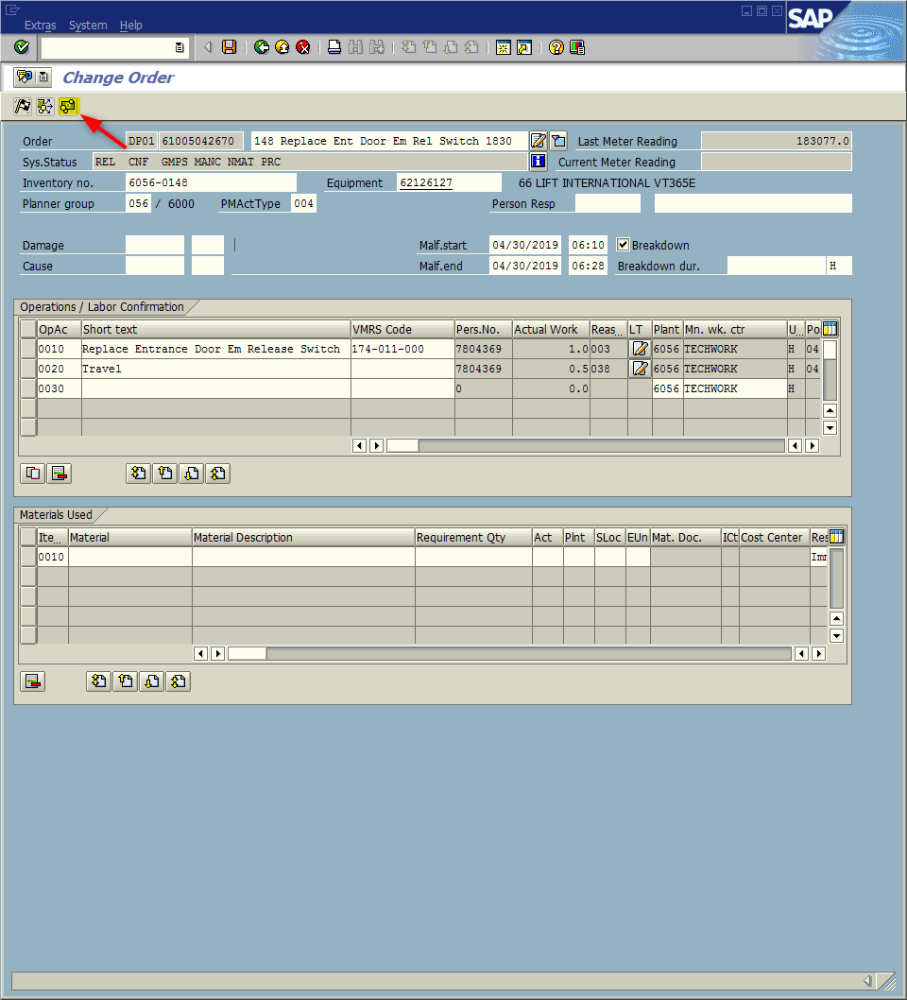 Extras System Help
SAP
Change Order
Order DP01 61005042670 148 Replace Ent Door Em Rel Switch 1830 Last Meter Reading 183077.0
Sys.Status REL CNF GMPS MANC NMAT PRC Current Meter Reading
Inventory no. 6056-0148 Equipment 62126127 66 LIFT INTERNATIONAL VT365E
Planner group 056 / 6000 PMActType 004 Person Resp
Damage Malf.start 04/30/2019 06:10 Breakdown
Cause Malf.end 04/30/2019 06:28 Breakdown dur. H
Operations / Labor Confirmation
OpAc Short text VMRS Code Pers.No. Actual Work Reas... LT Plant Mn. wk. ctr U... Po
0010 Replace Entrance Door Em Release Switch 174-011-000 7804369 1.0 003 6056 TECHWORK H 04
0020 Travel 7804369 0.5 038 6056 TECHWORK H 04
0030 0 0.0 6056 TECHWORK H
Materials Used
Ite... Material Material Description Requirement Qty Act Plnt SLoc EUn Mat. Doc. ICt Cost Center Res
0010 Imm